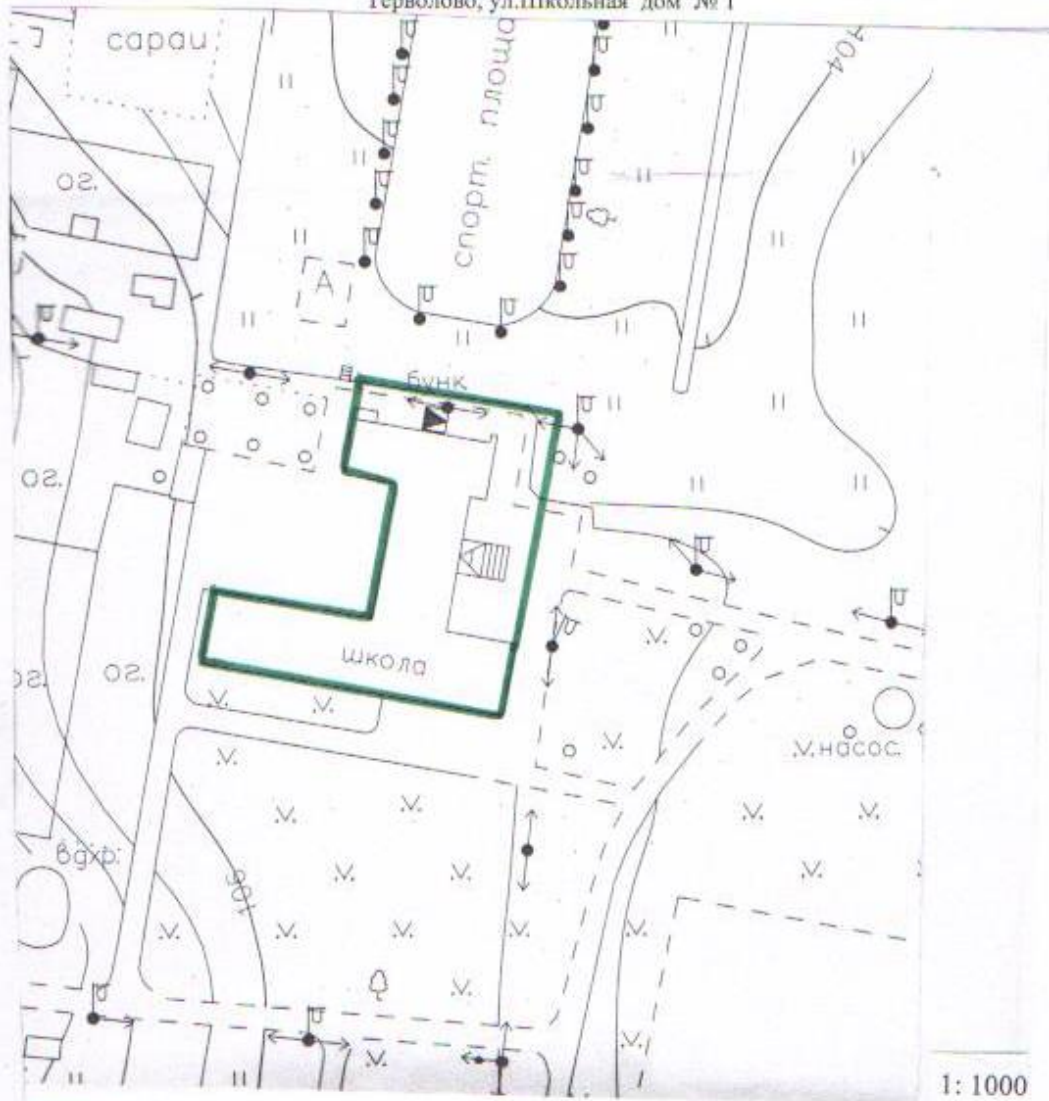 Терволово, ул.Школьная дом № 1
сараи
104
спорт. площа
ог.
А
бунк
ог.
школа
ог.
ог.
насос.
вдхр.
106
1: 1000